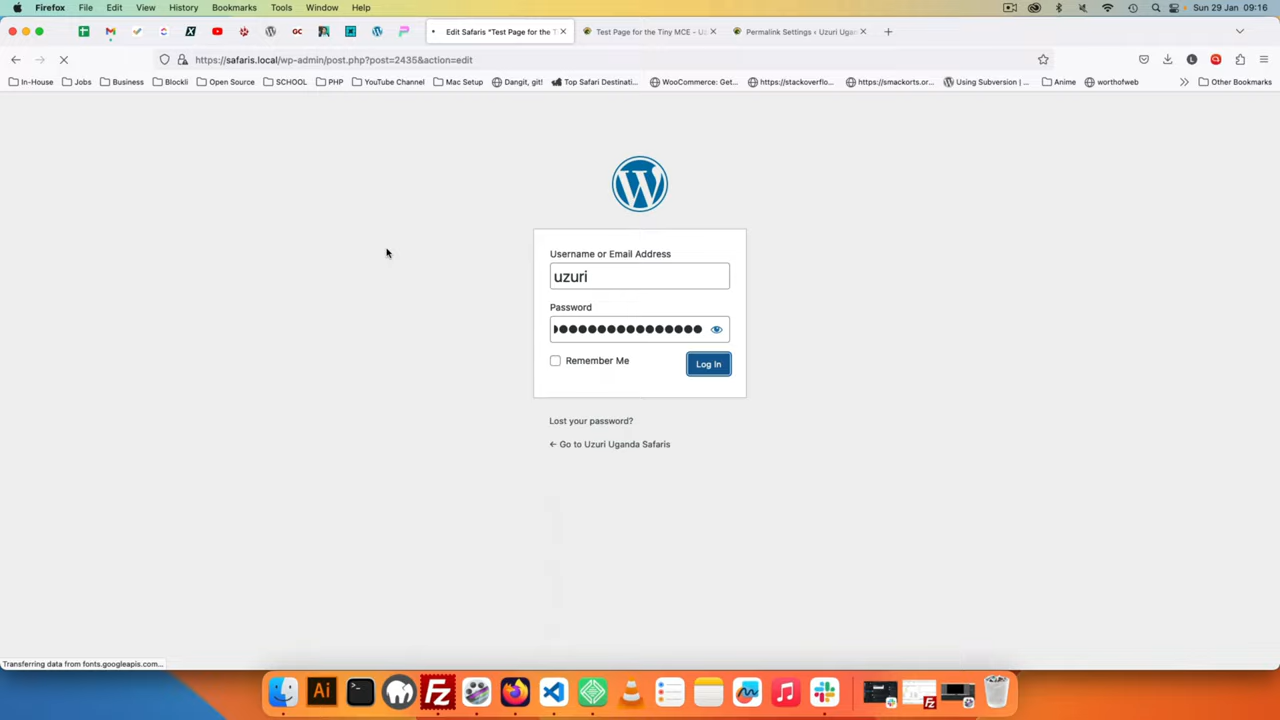 Firefox File Edit View History Bookmarks Tools Window Help Sun 29 Jan 09:16
Edit Safaris "Test Page for the T Test Page for the Tiny MCE - Uz Permalink Settings ‹ Uzuri Ugan
https://safaris.local/wp-admin/post.php?post=2435&action=edit
In-House Jobs Business Blockli Open Source SCHOOL PHP YouTube Channel Mac Setup Dangit, git! Top Safari Destinati... WooCommerce: Get... https://stackoverflo... https://smackorts.or... Using Subversion | ... Anime worthofweb Other Bookmarks
Username or Email Address
uzuri
Password
Remember Me
Log In
Lost your password?
← Go to Uzuri Uganda Safaris
Transferring data from fonts.googleapis.com...